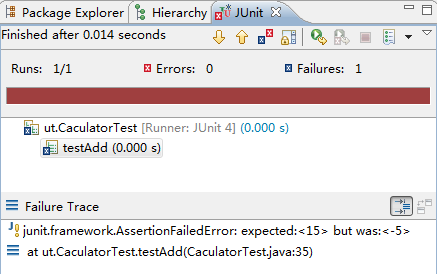 Package Explorer Hierarchy JUnit
Finished after 0.014 seconds
Runs: 1/1 Errors: 0 Failures: 1
ut.CaculatorTest [Runner: JUnit 4] (0.000 s)
testAdd (0.000 s)
Failure Trace
junit.framework.AssertionFailedError: expected:<15> but was:<-5>
at ut.CaculatorTest.testAdd(CaculatorTest.java:35)